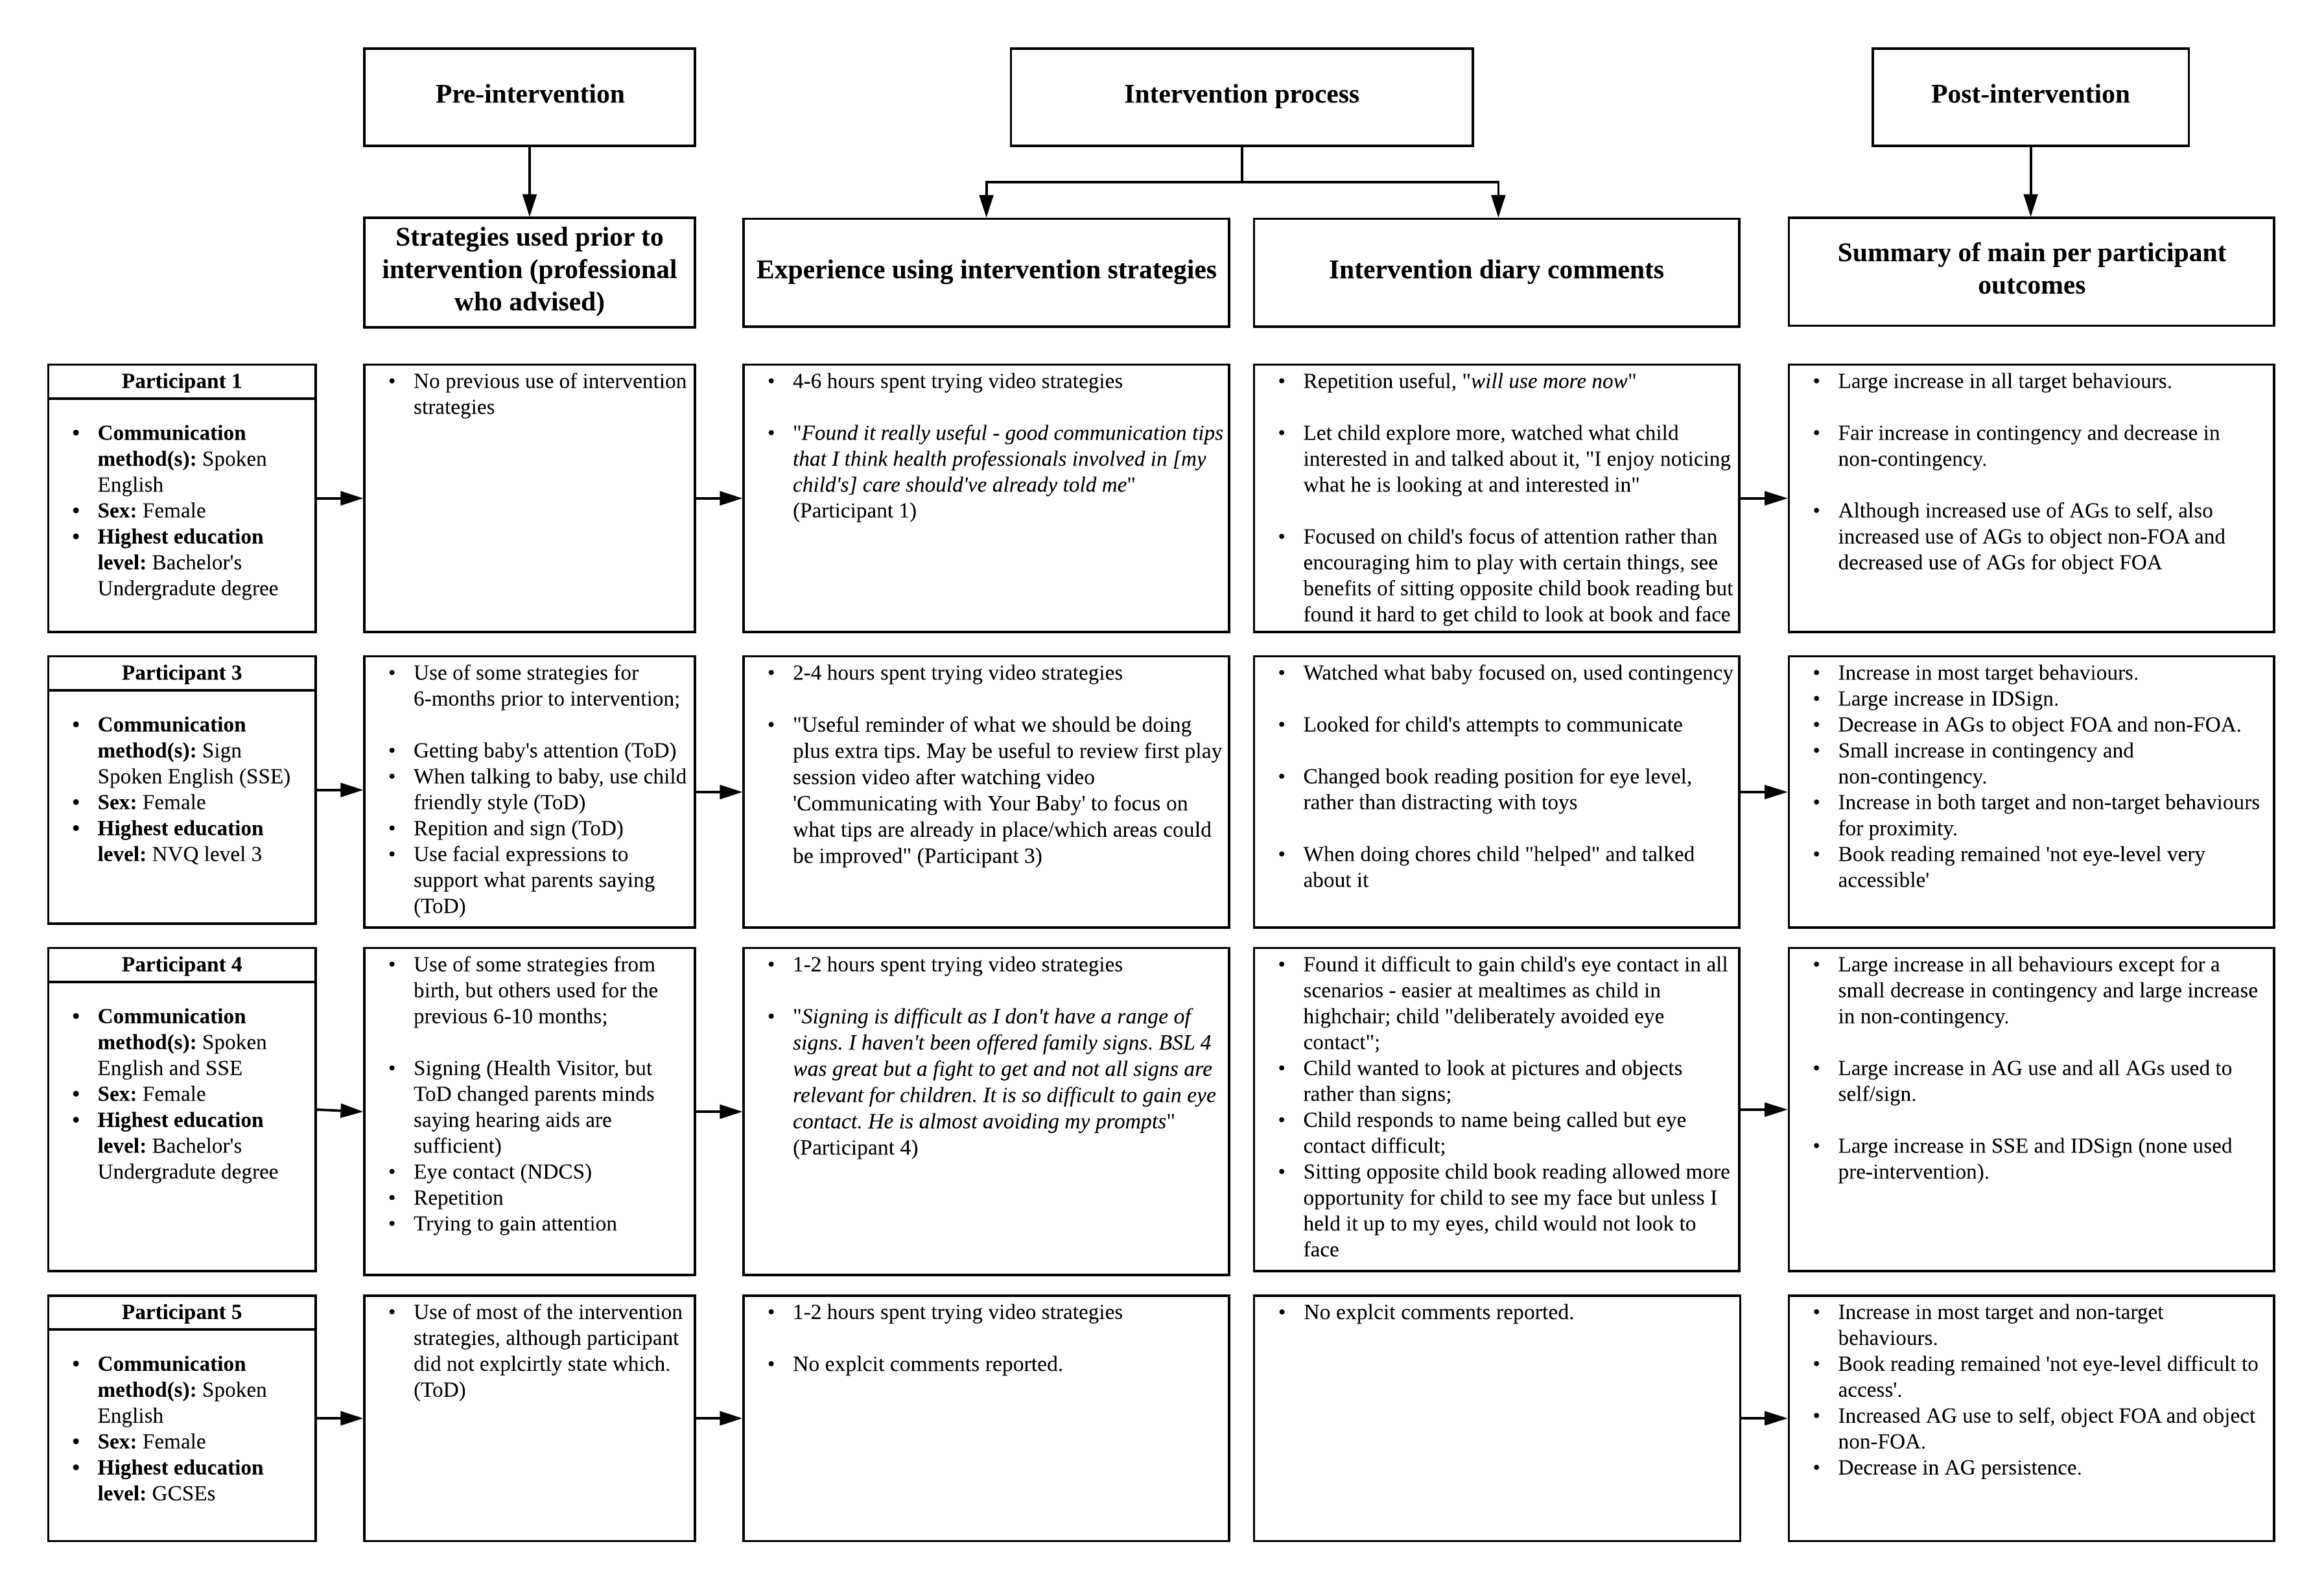 Pre-intervention
Intervention process
Post-intervention
Strategies used prior to
intervention (professional
who advised)
Experience using intervention strategies
Intervention diary comments
Summary of main per participant
outcomes
Participant 1
• Communication
method(s): Spoken
English
• Sex: Female
• Highest education
level: Bachelor's
Undergradute degree
• No previous use of intervention
strategies
• 4-6 hours spent trying video strategies
• "Found it really useful - good communication tips
that I think health professionals involved in [my
child's] care should've already told me"
(Participant 1)
• Repetition useful, "will use more now"
• Let child explore more, watched what child
interested in and talked about it, "I enjoy noticing
what he is looking at and interested in"
• Focused on child's focus of attention rather than
encouraging him to play with certain things, see
benefits of sitting opposite child book reading but
found it hard to get child to look at book and face
• Large increase in all target behaviours.
• Fair increase in contingency and decrease in
non-contingency.
• Although increased use of AGs to self, also
increased use of AGs to object non-FOA and
decreased use of AGs for object FOA
Participant 3
• Communication
method(s): Sign
Spoken English (SSE)
• Sex: Female
• Highest education
level: NVQ level 3
• Use of some strategies for
6-months prior to intervention;
• Getting baby's attention (ToD)
• When talking to baby, use child
friendly style (ToD)
• Repition and sign (ToD)
• Use facial expressions to
support what parents saying
(ToD)
• 2-4 hours spent trying video strategies
• "Useful reminder of what we should be doing
plus extra tips. May be useful to review first play
session video after watching video
'Communicating with Your Baby' to focus on
what tips are already in place/which areas could
be improved" (Participant 3)
• Watched what baby focused on, used contingency
• Looked for child's attempts to communicate
• Changed book reading position for eye level,
rather than distracting with toys
• When doing chores child "helped" and talked
about it
• Increase in most target behaviours.
• Large increase in IDSign.
• Decrease in AGs to object FOA and non-FOA.
• Small increase in contingency and
non-contingency.
• Increase in both target and non-target behaviours
for proximity.
• Book reading remained 'not eye-level very
accessible'
Participant 4
• Communication
method(s): Spoken
English and SSE
• Sex: Female
• Highest education
level: Bachelor's
Undergradute degree
• Use of some strategies from
birth, but others used for the
previous 6-10 months;
• Signing (Health Visitor, but
ToD changed parents minds
saying hearing aids are
sufficient)
• Eye contact (NDCS)
• Repetition
• Trying to gain attention
• 1-2 hours spent trying video strategies
• "Signing is difficult as I don't have a range of
signs. I haven't been offered family signs. BSL 4
was great but a fight to get and not all signs are
relevant for children. It is so difficult to gain eye
contact. He is almost avoiding my prompts"
(Participant 4)
• Found it difficult to gain child's eye contact in all
scenarios - easier at mealtimes as child in
highchair; child "deliberately avoided eye
contact";
• Child wanted to look at pictures and objects
rather than signs;
• Child responds to name being called but eye
contact difficult;
• Sitting opposite child book reading allowed more
opportunity for child to see my face but unless I
held it up to my eyes, child would not look to
face
• Large increase in all behaviours except for a
small decrease in contingency and large increase
in non-contingency.
• Large increase in AG use and all AGs used to
self/sign.
• Large increase in SSE and IDSign (none used
pre-intervention).
Participant 5
• Communication
method(s): Spoken
English
• Sex: Female
• Highest education
level: GCSEs
• Use of most of the intervention
strategies, although participant
did not explcirtly state which.
(ToD)
• 1-2 hours spent trying video strategies
• No explcit comments reported.
• No explcit comments reported.
• Increase in most target and non-target
behaviours.
• Book reading remained 'not eye-level difficult to
access'.
• Increased AG use to self, object FOA and object
non-FOA.
• Decrease in AG persistence.